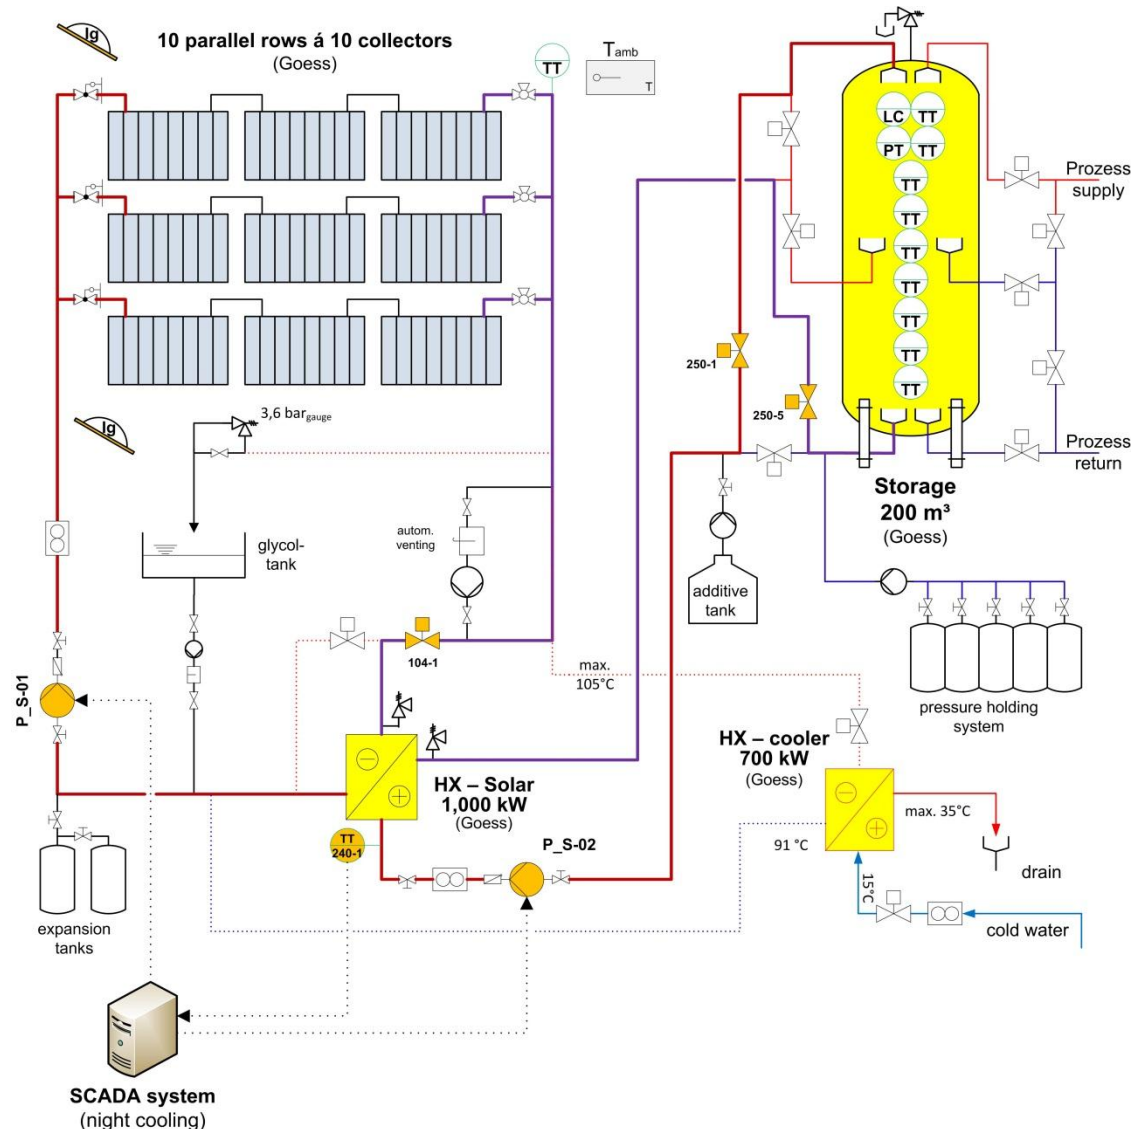 Ig
10 parallel rows á 10 collectors
(Goess)
TT
Tamb
T
LC
TT
PT
TT
TT
TT
TT
TT
TT
TT
TT
Prozess
supply
250-1
250-5
Ig
3,6 bargauge
Prozess
return
Storage
200 m³
(Goess)
glycol-
tank
autom.
venting
additive
tank
104-1
max.
105°C
P_S-01
pressure holding
system
HX – cooler
700 kW
(Goess)
HX – Solar
1,000 kW
(Goess)
max. 35°C
91 °C
TT
240-1
P_S-02
15°C
drain
cold water
expansion
tanks
SCADA system
(night cooling)